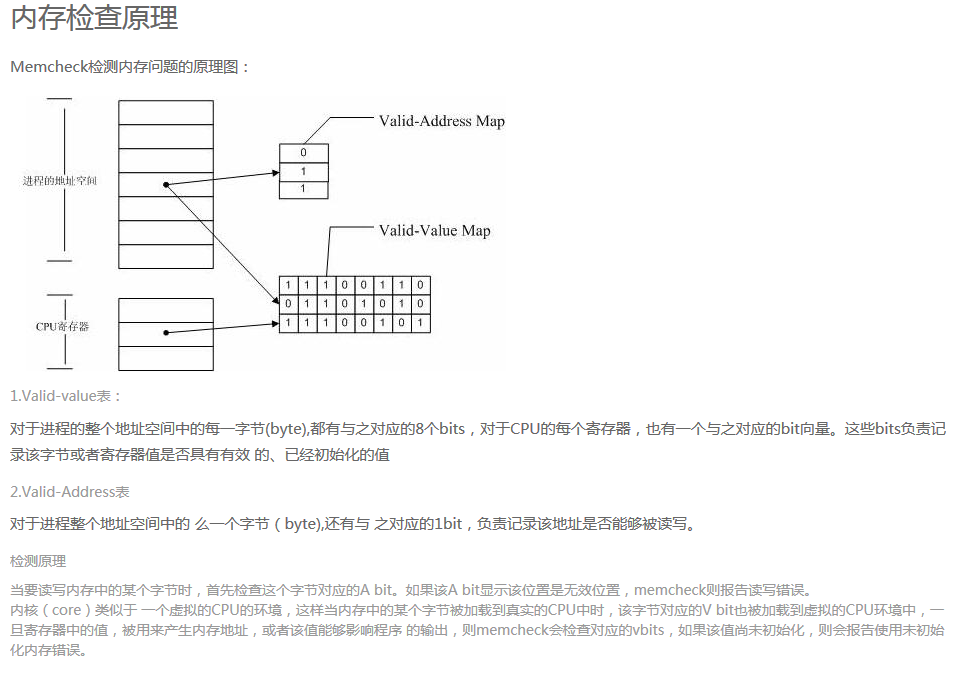 内存检查原理
Memcheck检测内存问题的原理图：
Valid-Address Map
0
1
1
进程的地址空间
Valid-Value Map
1 1 1 0 0 1 1 0
0 1 1 0 1 0 1 0
1 1 1 0 0 1 0 1
CPU寄存器
1.Valid-value表：
对于进程的整个地址空间中的每一字节(byte),都有与之对应的8个bits，对于CPU的每个寄存器，也有一个与之对应的bit向量。这些bits负责记
录该字节或者寄存器值是否具有有效 的、已经初始化的值
2.Valid-Address表
对于进程整个地址空间中的 么一个字节（byte),还有与 之对应的1bit，负责记录该地址是否能够被读写。
检测原理
当要读写内存中的某个字节时，首先检查这个字节对应的A bit。如果该A bit显示该位置是无效位置，memcheck则报告读写错误。
内核（core）类似于 一个虚拟的CPU的环境，这样当内存中的某个字节被加载到真实的CPU中时，该字节对应的V bit也被加载到虚拟的CPU环境中，一
旦寄存器中的值，被用来产生内存地址，或者该值能够影响程序 的输出，则memcheck会检查对应的vbits，如果该值尚未初始化，则会报告使用未初始
化内存错误。